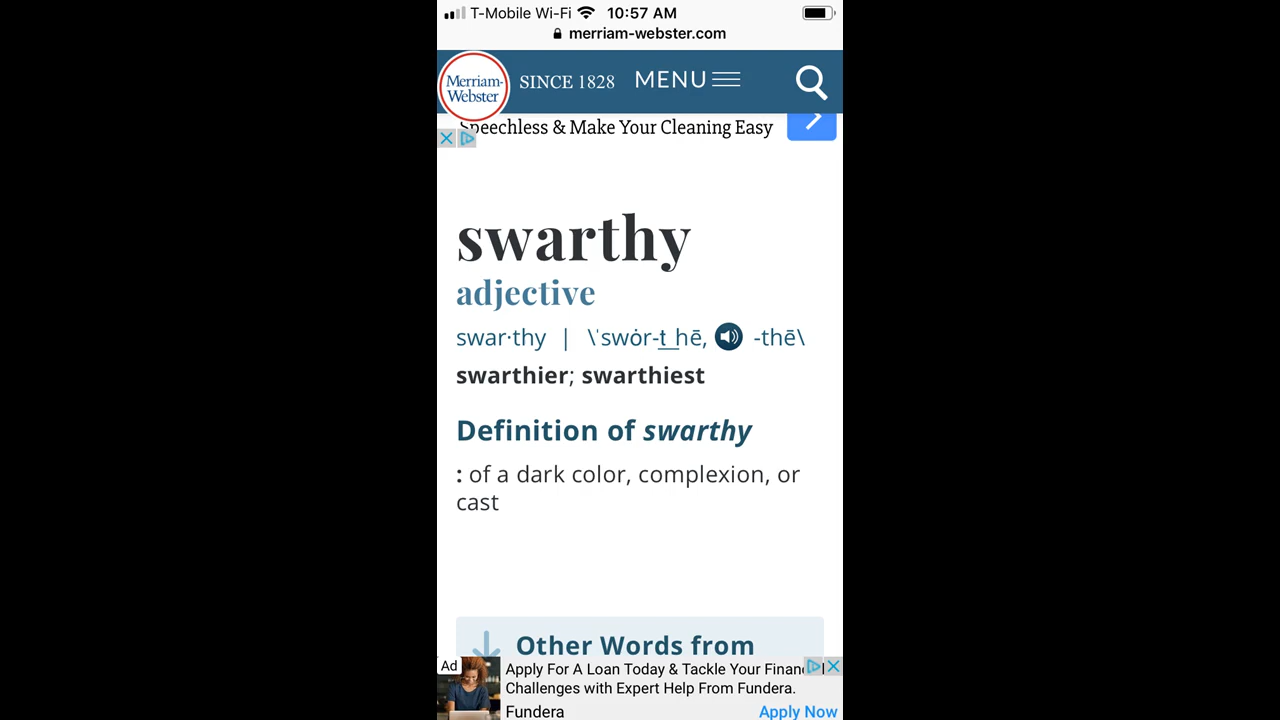 T-Mobile Wi-Fi 10:57 AM
merriam-webster.com
Merriam-
Webster
SINCE 1828 MENU
Speechless & Make Your Cleaning Easy
swarthy
adjective
swar·thy | \ˈswȯr-t͟hē, -thē\
swarthier; swarthiest
Definition of swarthy
: of a dark color, complexion, or
cast
Other Words from
Ad
Apply For A Loan Today & Tackle Your
Challenges with Expert Help From Fundera.
Fundera Apply Now